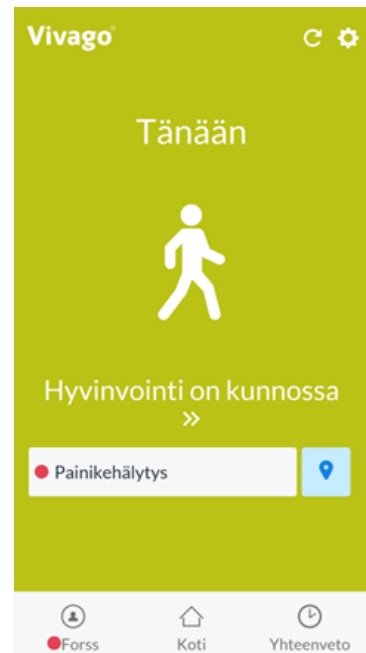 Vivago
Tänään
Hyvinvointi on kunnossa
»
Painikehälytys
Forss
Koti
Yhteenveto